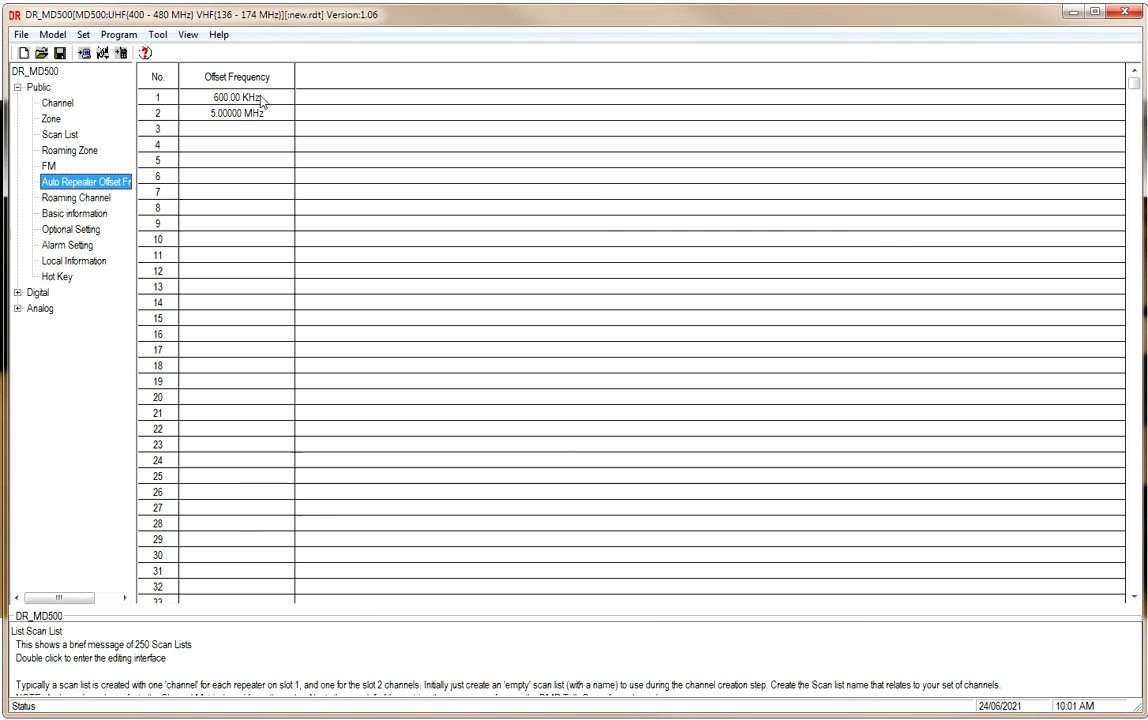 DR_MD500[MD500:UHF{400 - 480 MHz} VHF{136 - 174 MHz}][:new.rdt] Version:1.06
File Model Set Program Tool View Help
DR_MD500
Public
Channel
Zone
Scan List
Roaming Zone
FM
Auto Repeater Offset Fr
Roaming Channel
Basic information
Optional Setting
Alarm Setting
Local Information
Hot Key
Digital
Analog
No. Offset Frequency
1 600.00 KHz
2 5.00000 MHz
3
4
5
6
7
8
9
10
11
12
13
14
15
16
17
18
19
20
21
22
23
24
25
26
27
28
29
30
31
32
33
DR_MD500
List Scan List
This shows a brief message of 250 Scan Lists
Double click to enter the editing interface
Typically a scan list is created with one 'channel' for each repeater on slot 1, and one for the slot 2 channels. Initially just create an 'empty' scan list (with a name) to use during the channel creation step. Create the Scan list name that relates to your set of channels.
Status 24/06/2021 10:01 AM